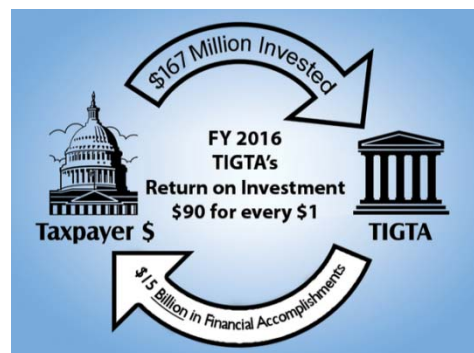 $167 Million Invested
FY 2016
TIGTA's
Return on Investment
$90 for every $1
Taxpayer $
TIGTA
$15 Billion in Financial Accomplishments